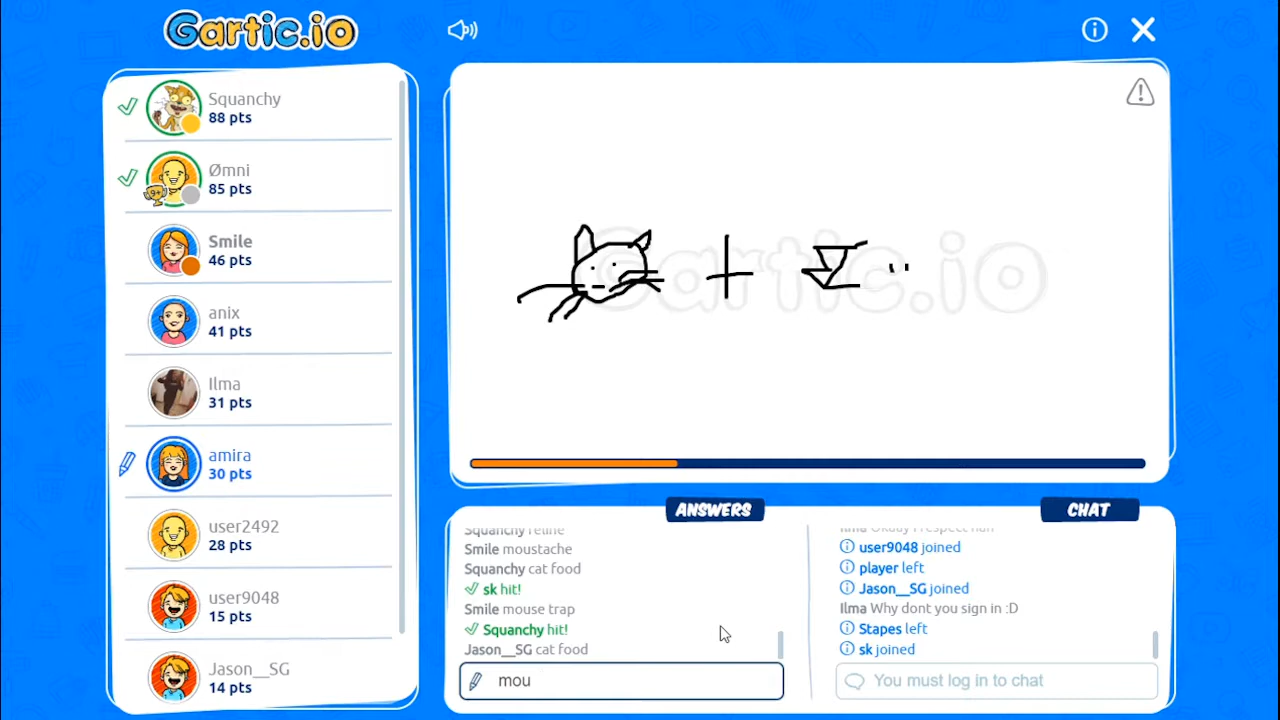 Gartic.io
Squanchy
88 pts
Ømni
85 pts
9+
Smile
46 pts
anix
41 pts
Ilma
31 pts
amira
30 pts
user2492
28 pts
user9048
15 pts
Jason__SG
14 pts
Gartic.io
ANSWERS
Smile moustache
Squanchy cat food
sk hit!
Smile mouse trap
Squanchy hit!
Jason__SG cat food
mou
CHAT
user9048 joined
player left
Jason__SG joined
Ilma Why dont you sign in :D
Stapes left
sk joined
You must log in to chat